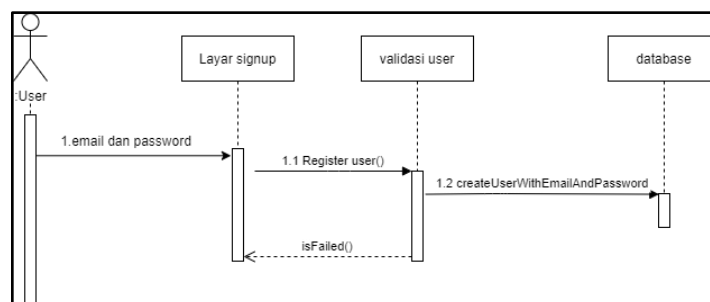 Layar signup
validasi user
database
:User
1.email dan password
1.1 Register user()
1.2 createUserWithEmailAndPassword
isFailed()